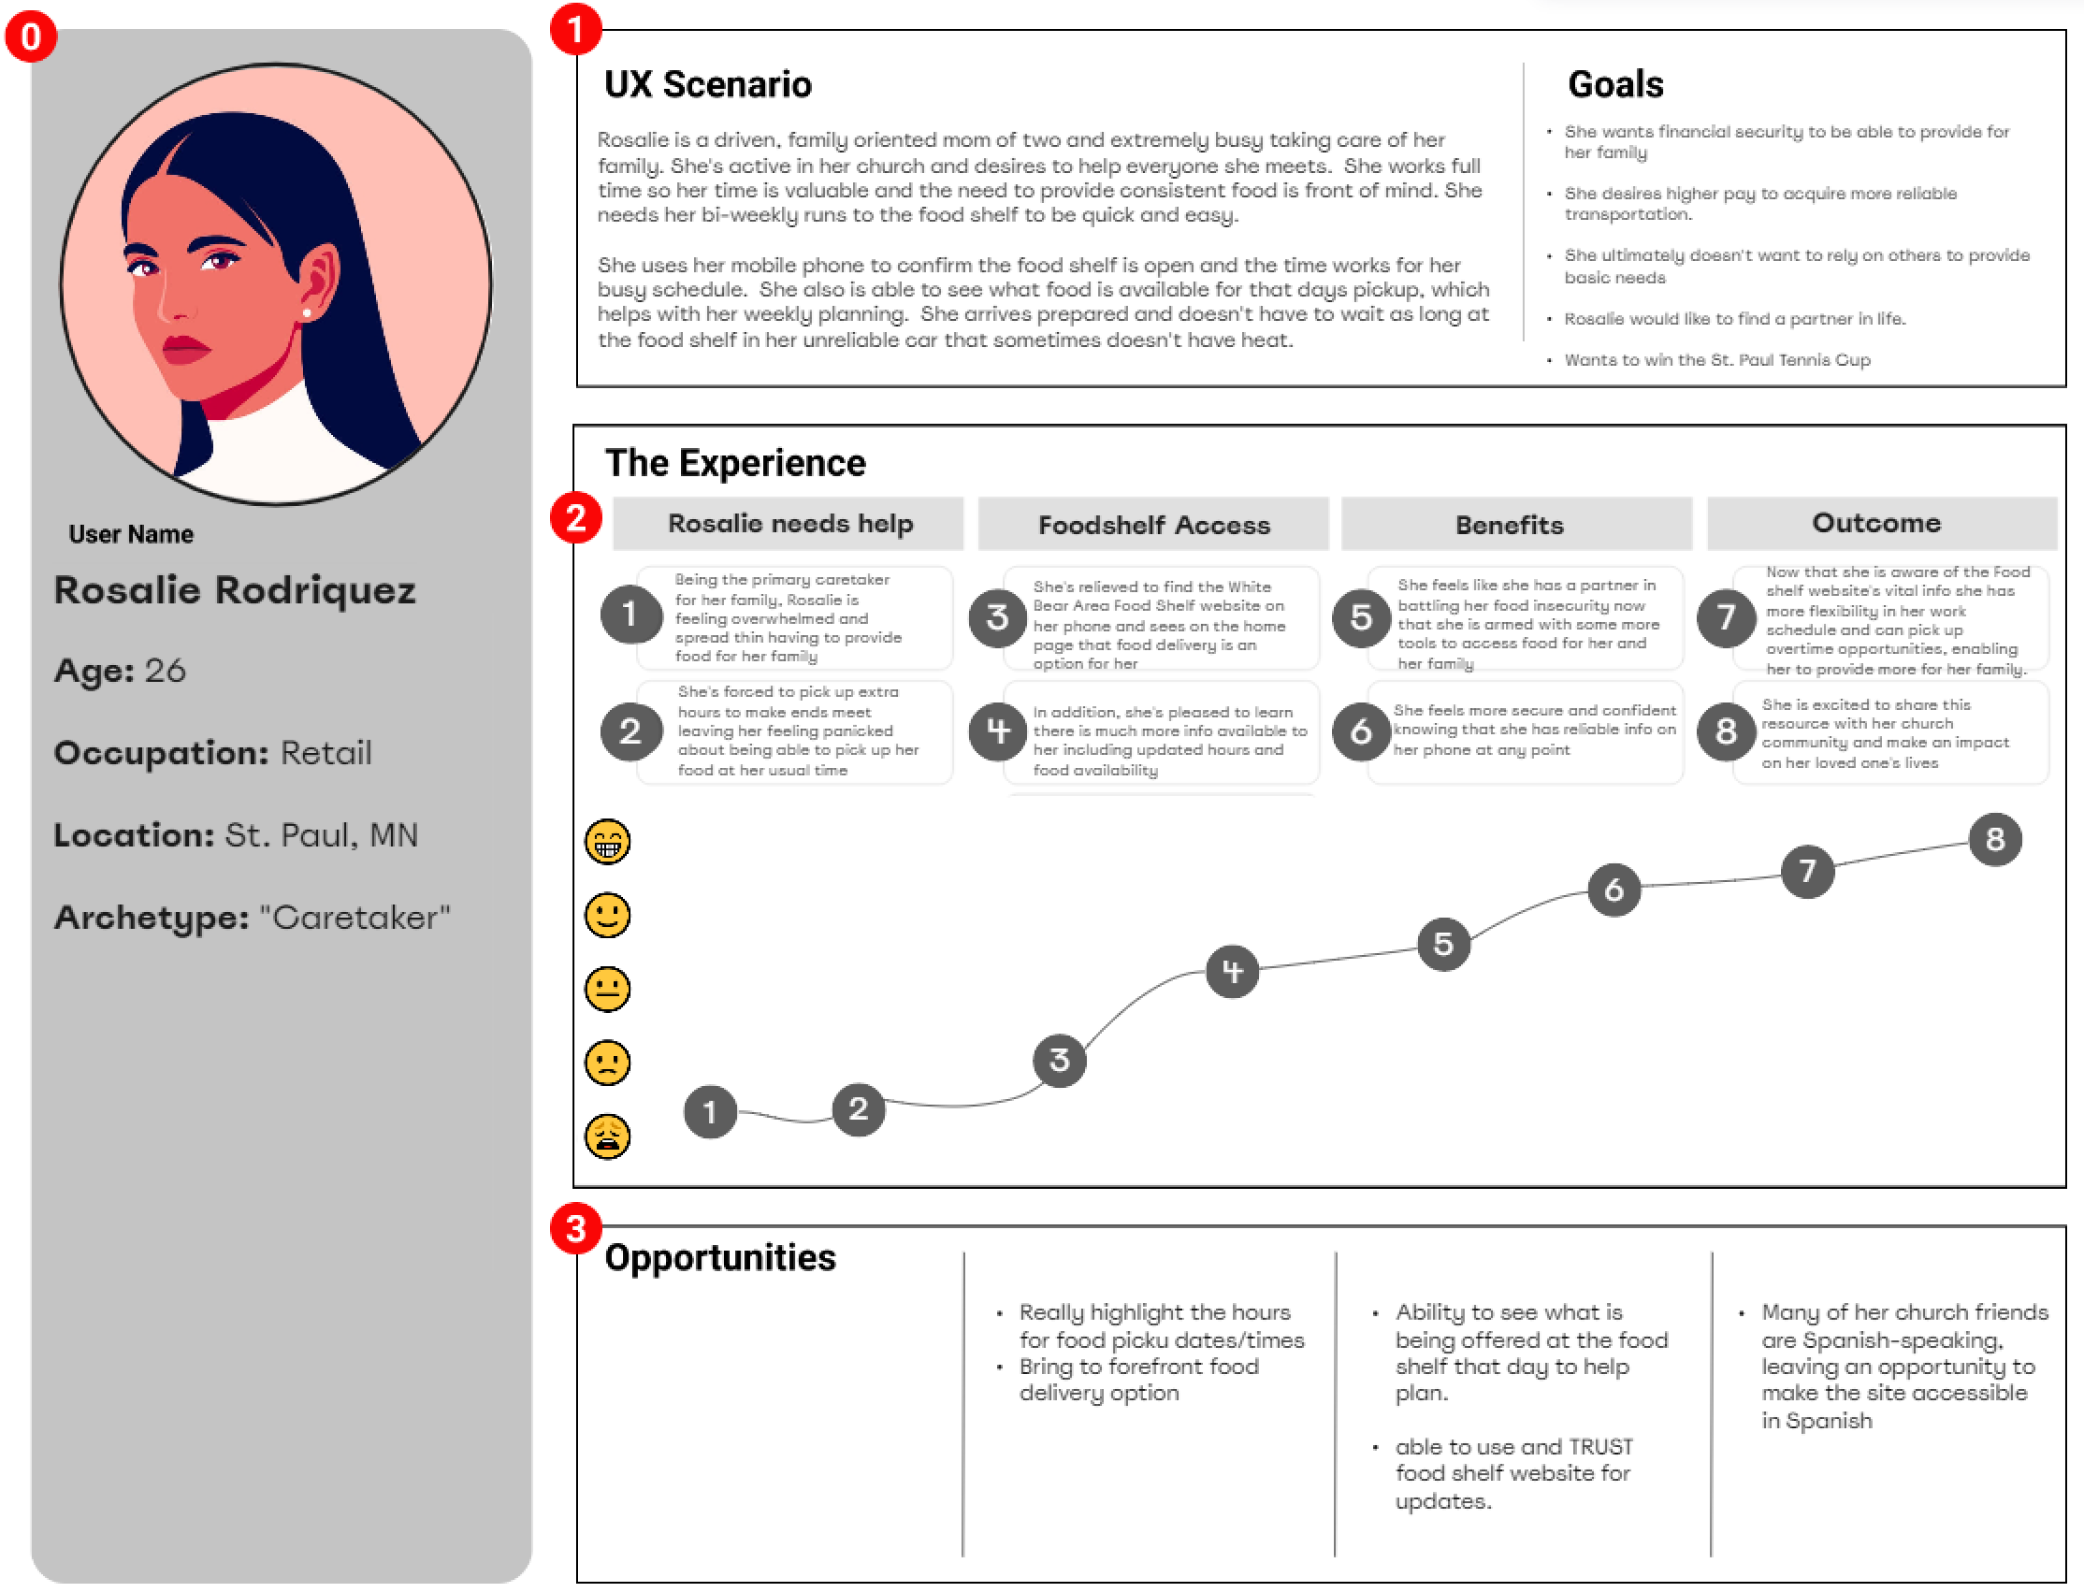 0
User Name
Rosalie Rodriquez
Age: 26
Occupation: Retail
Location: St. Paul, MN
Archetype: "Caretaker"
1
UX Scenario
Rosalie is a driven, family oriented mom of two and extremely busy taking care of her
family. She's active in her church and desires to help everyone she meets.  She works full
time so her time is valuable and the need to provide consistent food is front of mind. She
needs her bi-weekly runs to the food shelf to be quick and easy.
She uses her mobile phone to confirm the food shelf is open and the time works for her
busy schedule.  She also is able to see what food is available for that days pickup, which
helps with her weekly planning.  She arrives prepared and doesn't have to wait as long at
the food shelf in her unreliable car that sometimes doesn't have heat.
Goals
• She wants financial security to be able to provide for
her family
• She desires higher pay to acquire more reliable
transportation.
• She ultimately doesn't want to rely on others to provide
basic needs
• Rosalie would like to find a partner in life.
• Wants to win the St. Paul Tennis Cup
The Experience
2
Rosalie needs help
1
Being the primary caretaker
for her family, Rosalie is
feeling overwhelmed and
spread thin having to provide
food for her family
2
She's forced to pick up extra
hours to make ends meet
leaving her feeling panicked
about being able to pick up her
food at her usual time
Foodshelf Access
3
She's relieved to find the White
Bear Area Food Shelf website on
her phone and sees on the home
page that food delivery is an
option for her
4
In addition, she's pleased to learn
there is much more info available to
her including updated hours and
food availability
Benefits
5
She feels like she has a partner in
battling her food insecurity now
that she is armed with some more
tools to access food for her and
her family
6
She feels more secure and confident
knowing that she has reliable info on
her phone at any point
Outcome
7
Now that she is aware of the Food
shelf website's vital info she has
more flexibility in her work
schedule and can pick up
overtime opportunities, enabling
her to provide more for her family.
8
She is excited to share this
resource with her church
community and make an impact
on her loved one's lives
1
2
3
4
5
6
7
8
3
Opportunities
• Really highlight the hours
for food picku dates/times
• Bring to forefront food
delivery option
• Ability to see what is
being offered at the food
shelf that day to help
plan.
• able to use and TRUST
food shelf website for
updates.
• Many of her church friends
are Spanish-speaking,
leaving an opportunity to
make the site accessible
in Spanish